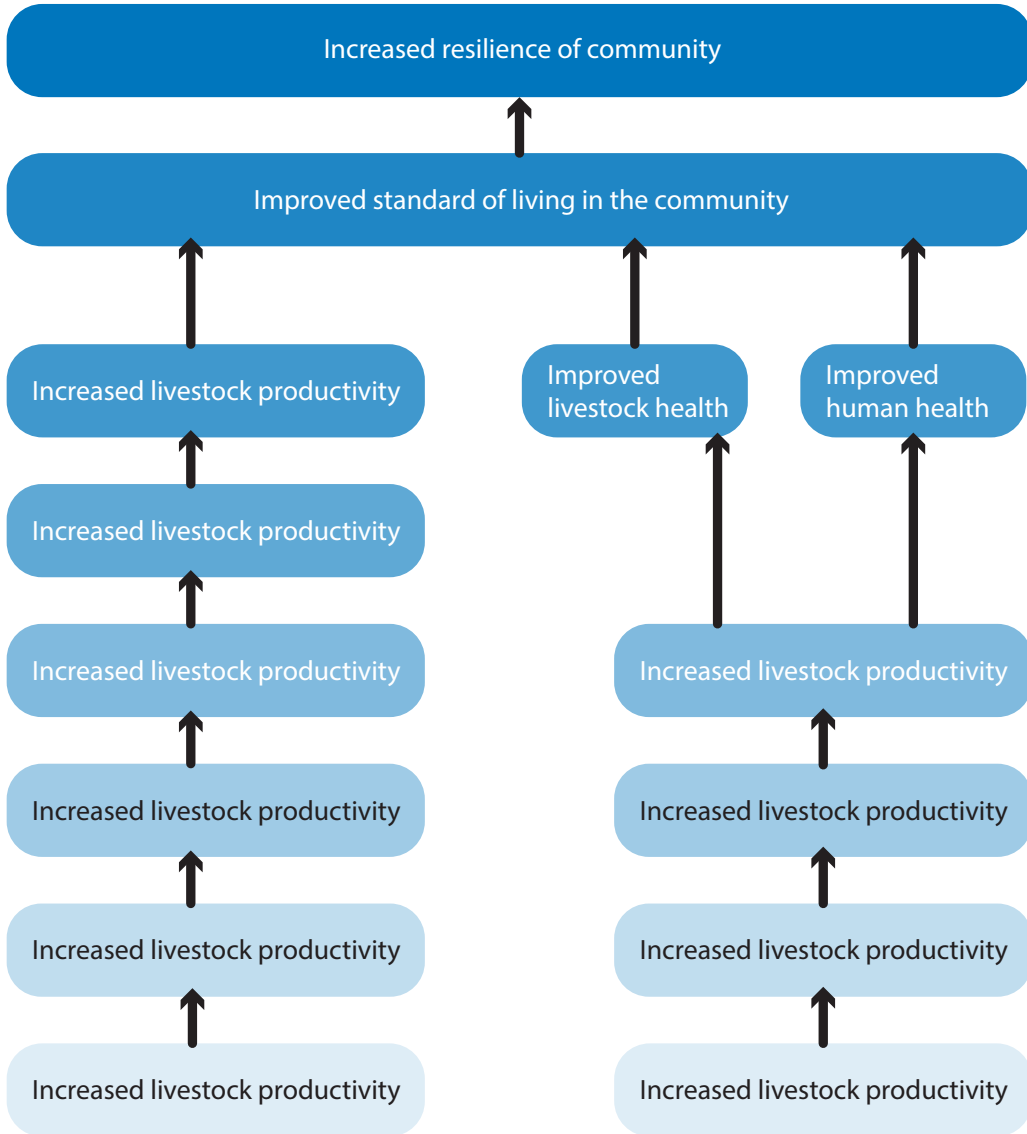 Increased resilience of community
Improved standard of living in the community
Increased livestock productivity
Improved
livestock health
Improved
human health
Increased livestock productivity
Increased livestock productivity
Increased livestock productivity
Increased livestock productivity
Increased livestock productivity
Increased livestock productivity
Increased livestock productivity
Increased livestock productivity
Increased livestock productivity